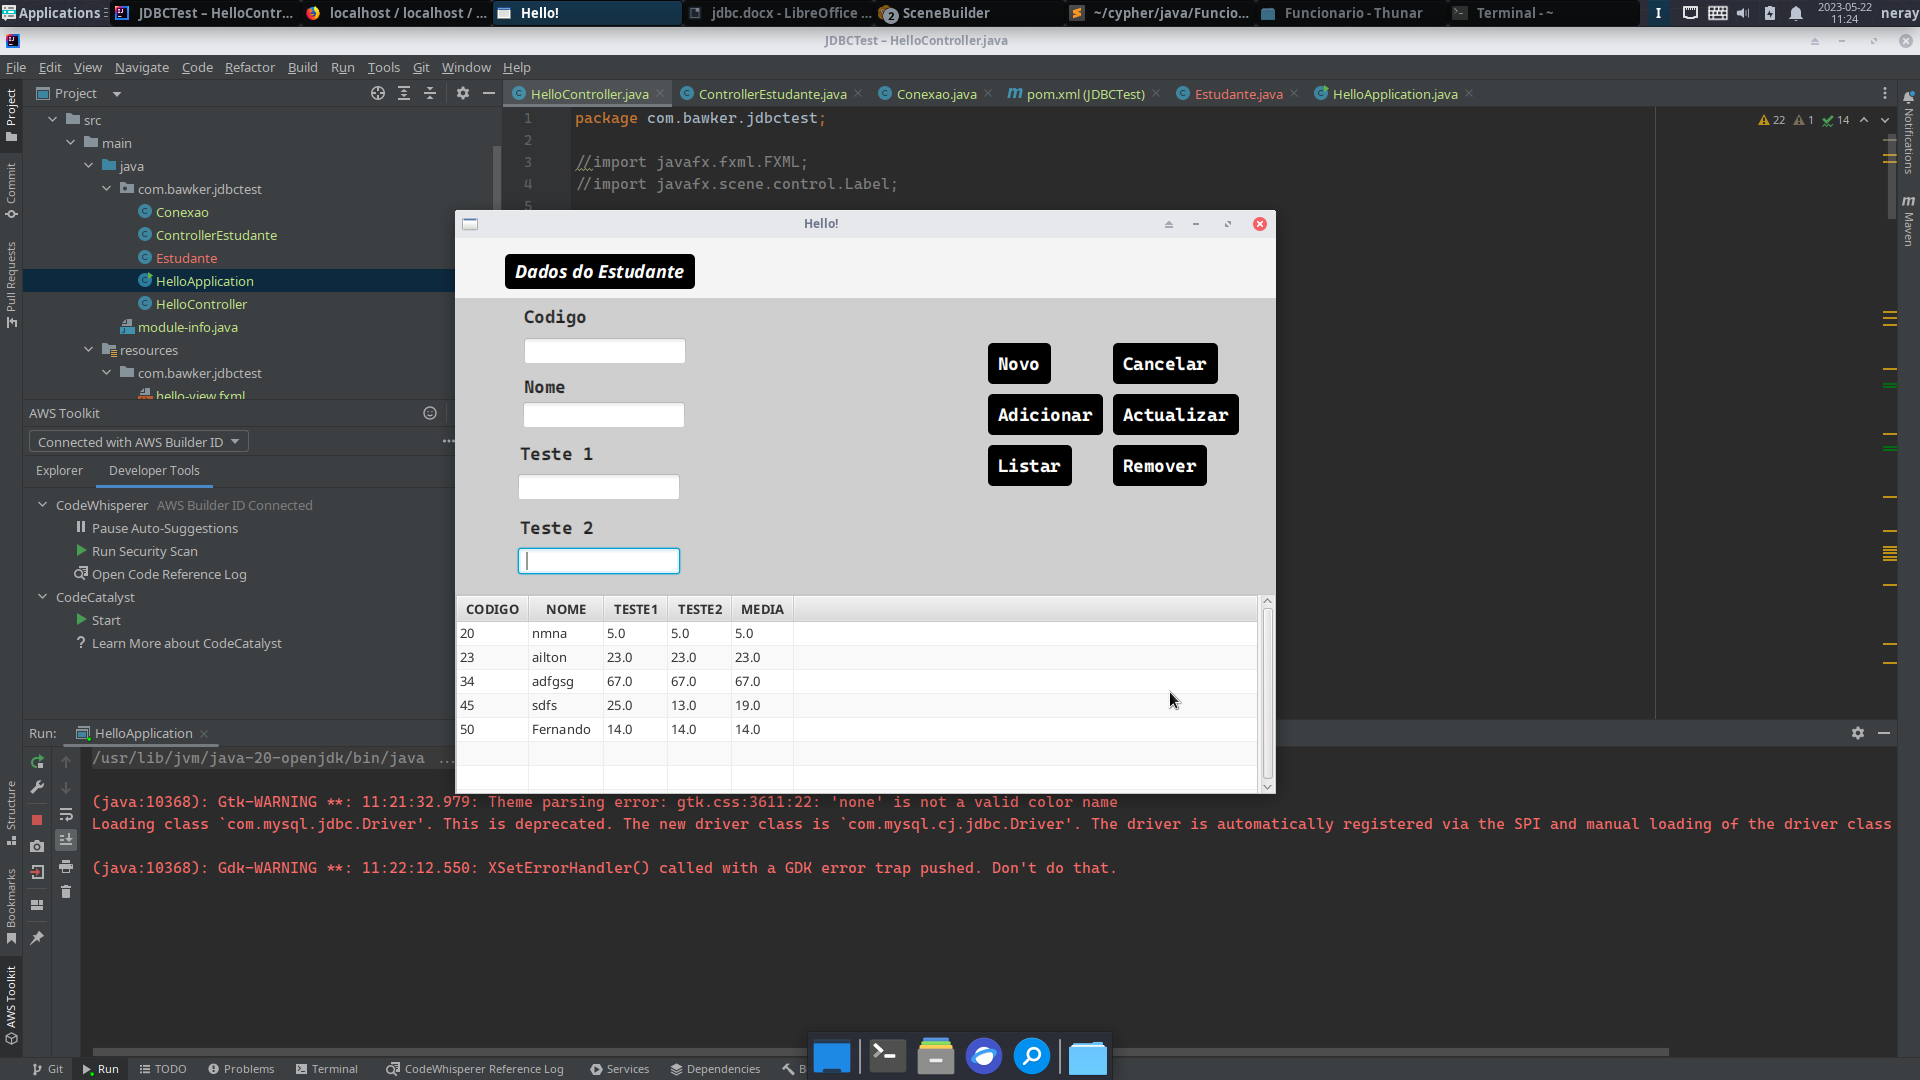 Applications
JDBCTest – HelloContr...
localhost / localhost / ...
Hello!
jdbc.docx - LibreOffice ...
2
SceneBuilder
~/cypher/java/Funcio...
Funcionario - Thunar
Terminal - ~
2023-05-22
11:24
neray
JDBCTest – HelloController.java
File Edit View Navigate Code Refactor Build Run Tools Git Window Help
Project
HelloController.java
ControllerEstudante.java
Conexao.java
pom.xml (JDBCTest)
Estudante.java
HelloApplication.java
Project
Commit
Pull Requests
src
main
java
com.bawker.jdbctest
Conexao
ControllerEstudante
Estudante
HelloApplication
HelloController
module-info.java
resources
com.bawker.jdbctest
hello-view.fxml
1 package com.bawker.jdbctest;
2
3 //import javafx.fxml.FXML;
4 //import javafx.scene.control.Label;
5
22 1 14
Notifications
Maven
AWS Toolkit
Connected with AWS Builder ID
Explorer
Developer Tools
CodeWhisperer AWS Builder ID Connected
Pause Auto-Suggestions
Run Security Scan
Open Code Reference Log
CodeCatalyst
Start
? Learn More about CodeCatalyst
Hello!
Dados do Estudante
Codigo
Nome
Teste 1
Teste 2
Novo
Cancelar
Adicionar
Actualizar
Listar
Remover
CODIGO NOME TESTE1 TESTE2 MEDIA
20 nmna 5.0 5.0 5.0
23 ailton 23.0 23.0 23.0
34 adfgsg 67.0 67.0 67.0
45 sdfs 25.0 13.0 19.0
50 Fernando 14.0 14.0 14.0
Run:
HelloApplication
/usr/lib/jvm/java-20-openjdk/bin/java ...
(java:10368): Gtk-WARNING **: 11:21:32.979: Theme parsing error: gtk.css:3611:22: 'none' is not a valid color name
Loading class `com.mysql.jdbc.Driver'. This is deprecated. The new driver class is `com.mysql.cj.jdbc.Driver'. The driver is automatically registered via the SPI and manual loading of the driver class
(java:10368): Gdk-WARNING **: 11:22:12.550: XSetErrorHandler() called with a GDK error trap pushed. Don't do that.
Structure
Bookmarks
AWS Toolkit
Git
Run
TODO
Problems
Terminal
CodeWhisperer Reference Log
Services
Dependencies
B